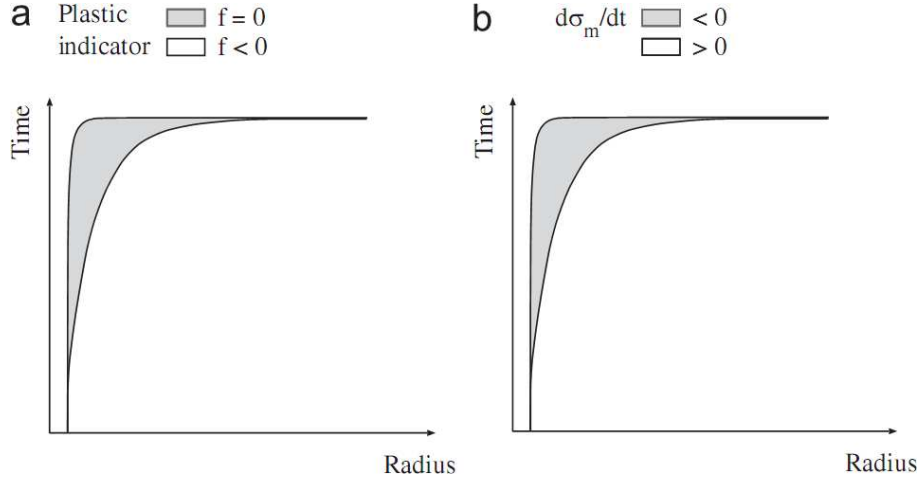 a Plastic f = 0
indicator f < 0
Time
Radius
b dσm/dt < 0
> 0
Time
Radius